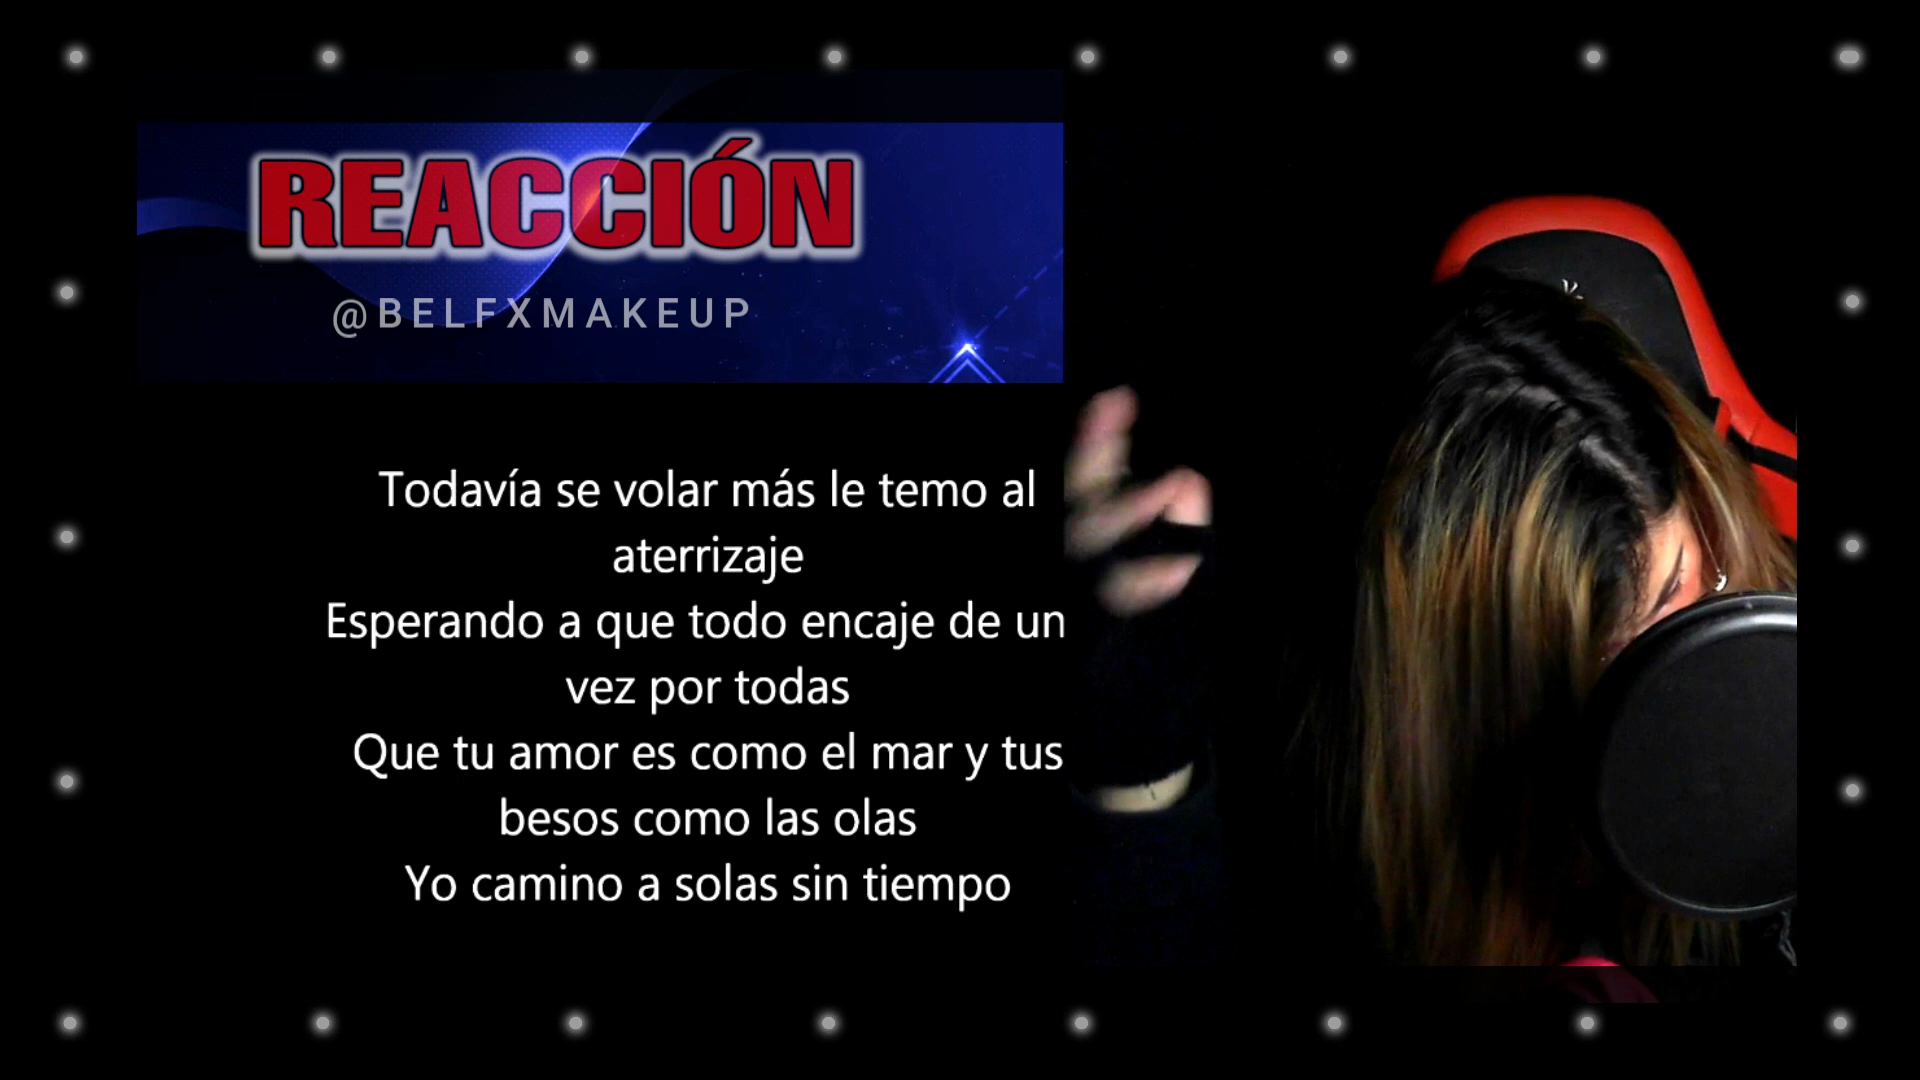 REACCIÓN
@BELFXMAKEUP
Todavía se volar más le temo al
aterrizaje
Esperando a que todo encaje de un
vez por todas
Que tu amor es como el mar y tus
besos como las olas
Yo camino a solas sin tiempo